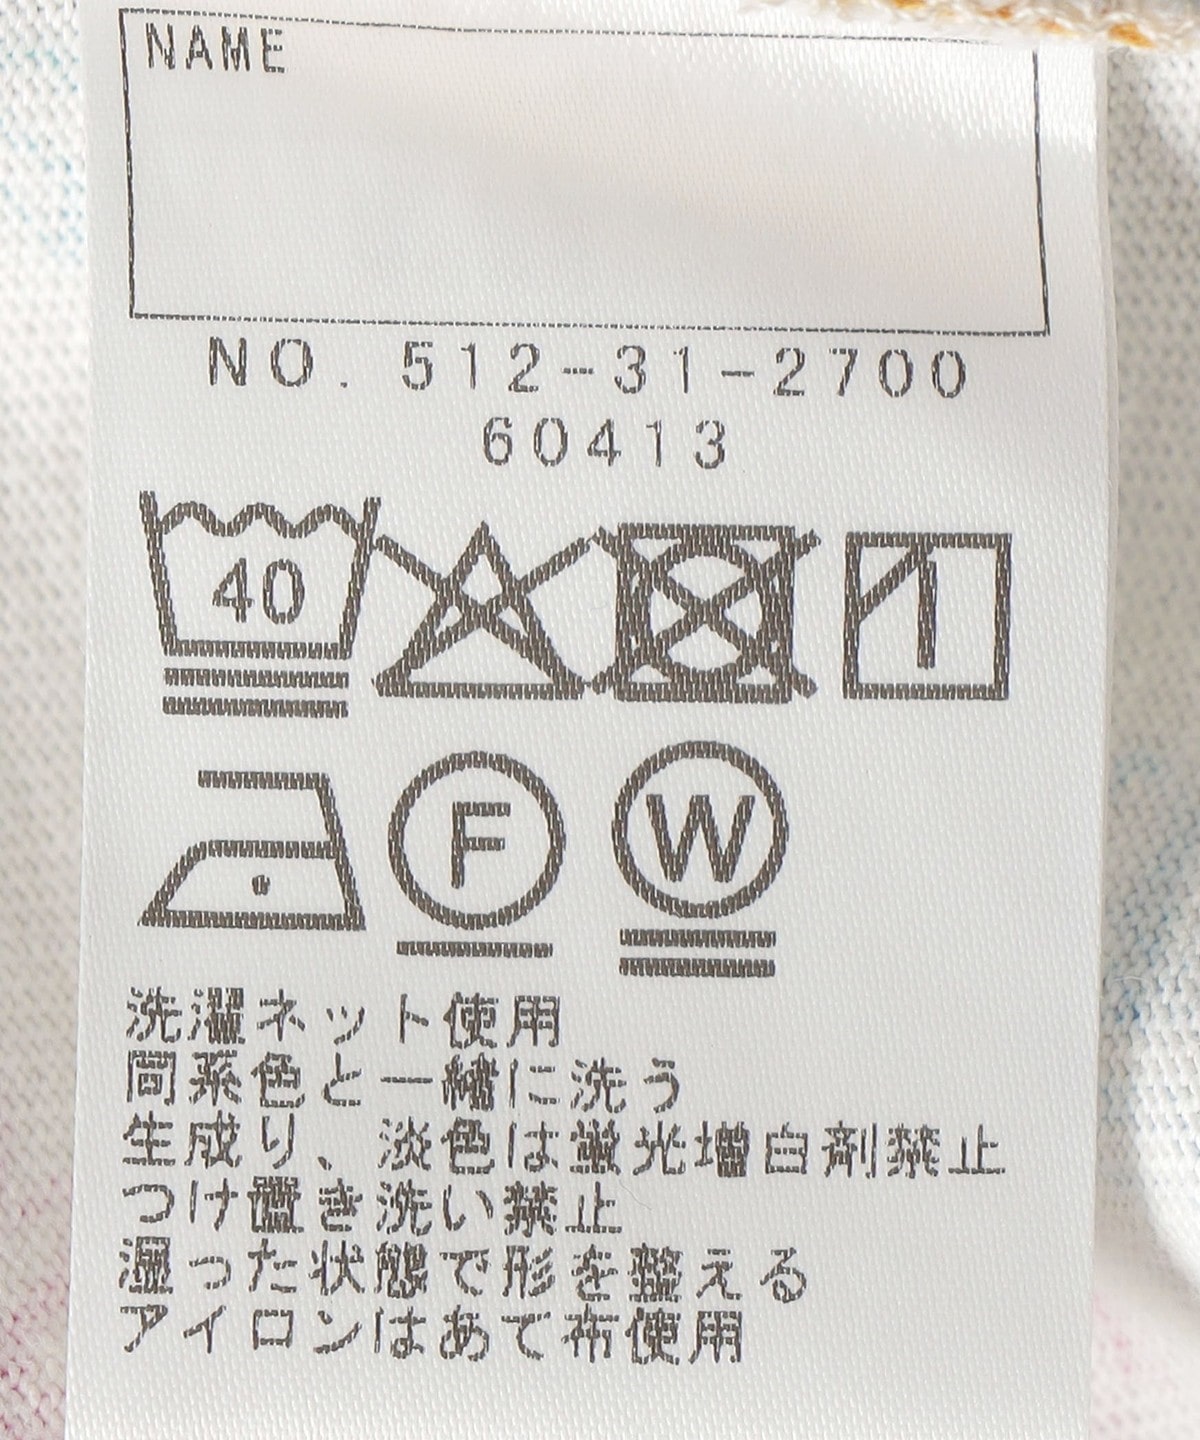 NAME
NO. 512-31-2700
60413
40
F
W
洗濯ネット使用
同系色と一緒に洗う
生成り、淡色は蛍光増白剤禁止
つけ置き洗い禁止
湿った状態で形を整える
アイロンはあて布使用